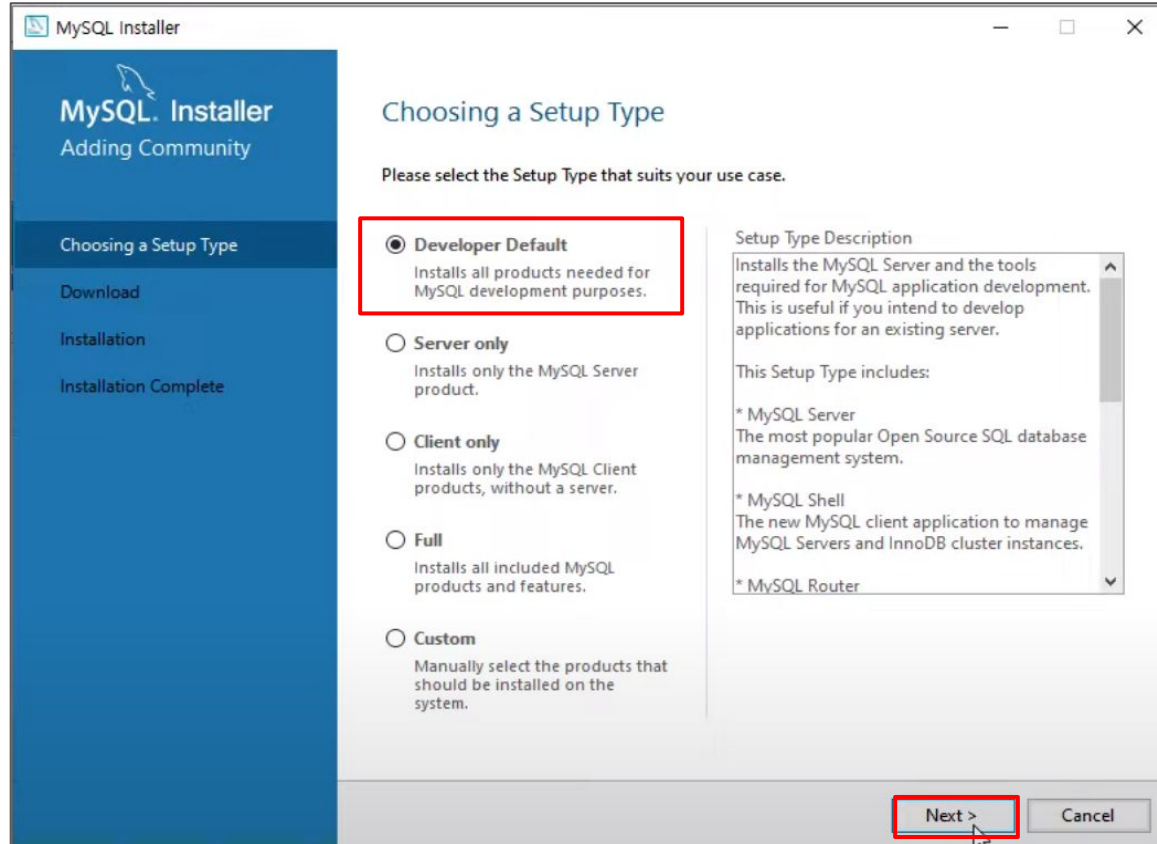 MySQL Installer
MySQL. Installer
Adding Community
Choosing a Setup Type
Download
Installation
Installation Complete
Choosing a Setup Type
Please select the Setup Type that suits your use case.
Developer Default
Installs all products needed for
MySQL development purposes.
Server only
Installs only the MySQL Server
product.
Client only
Installs only the MySQL Client
products, without a server.
Full
Installs all included MySQL
products and features.
Custom
Manually select the products that
should be installed on the
system.
Setup Type Description
Installs the MySQL Server and the tools
required for MySQL application development.
This is useful if you intend to develop
applications for an existing server.
This Setup Type includes:
* MySQL Server
The most popular Open Source SQL database
management system.
* MySQL Shell
The new MySQL client application to manage
MySQL Servers and InnoDB cluster instances.
* MySQL Router
Next >
Cancel